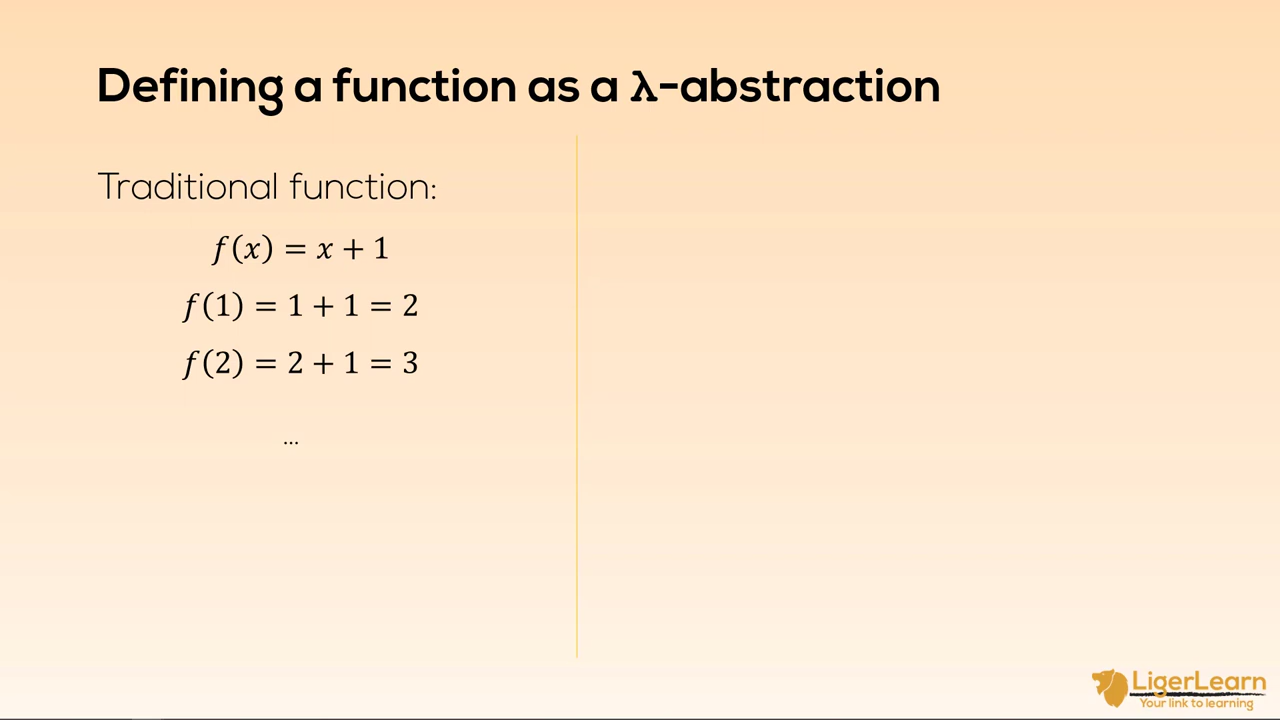 Defining a function as a λ-abstraction
Traditional function:
f(x) = x + 1
f(1) = 1 + 1 = 2
f(2) = 2 + 1 = 3
...
LigerLearn
Your link to learning